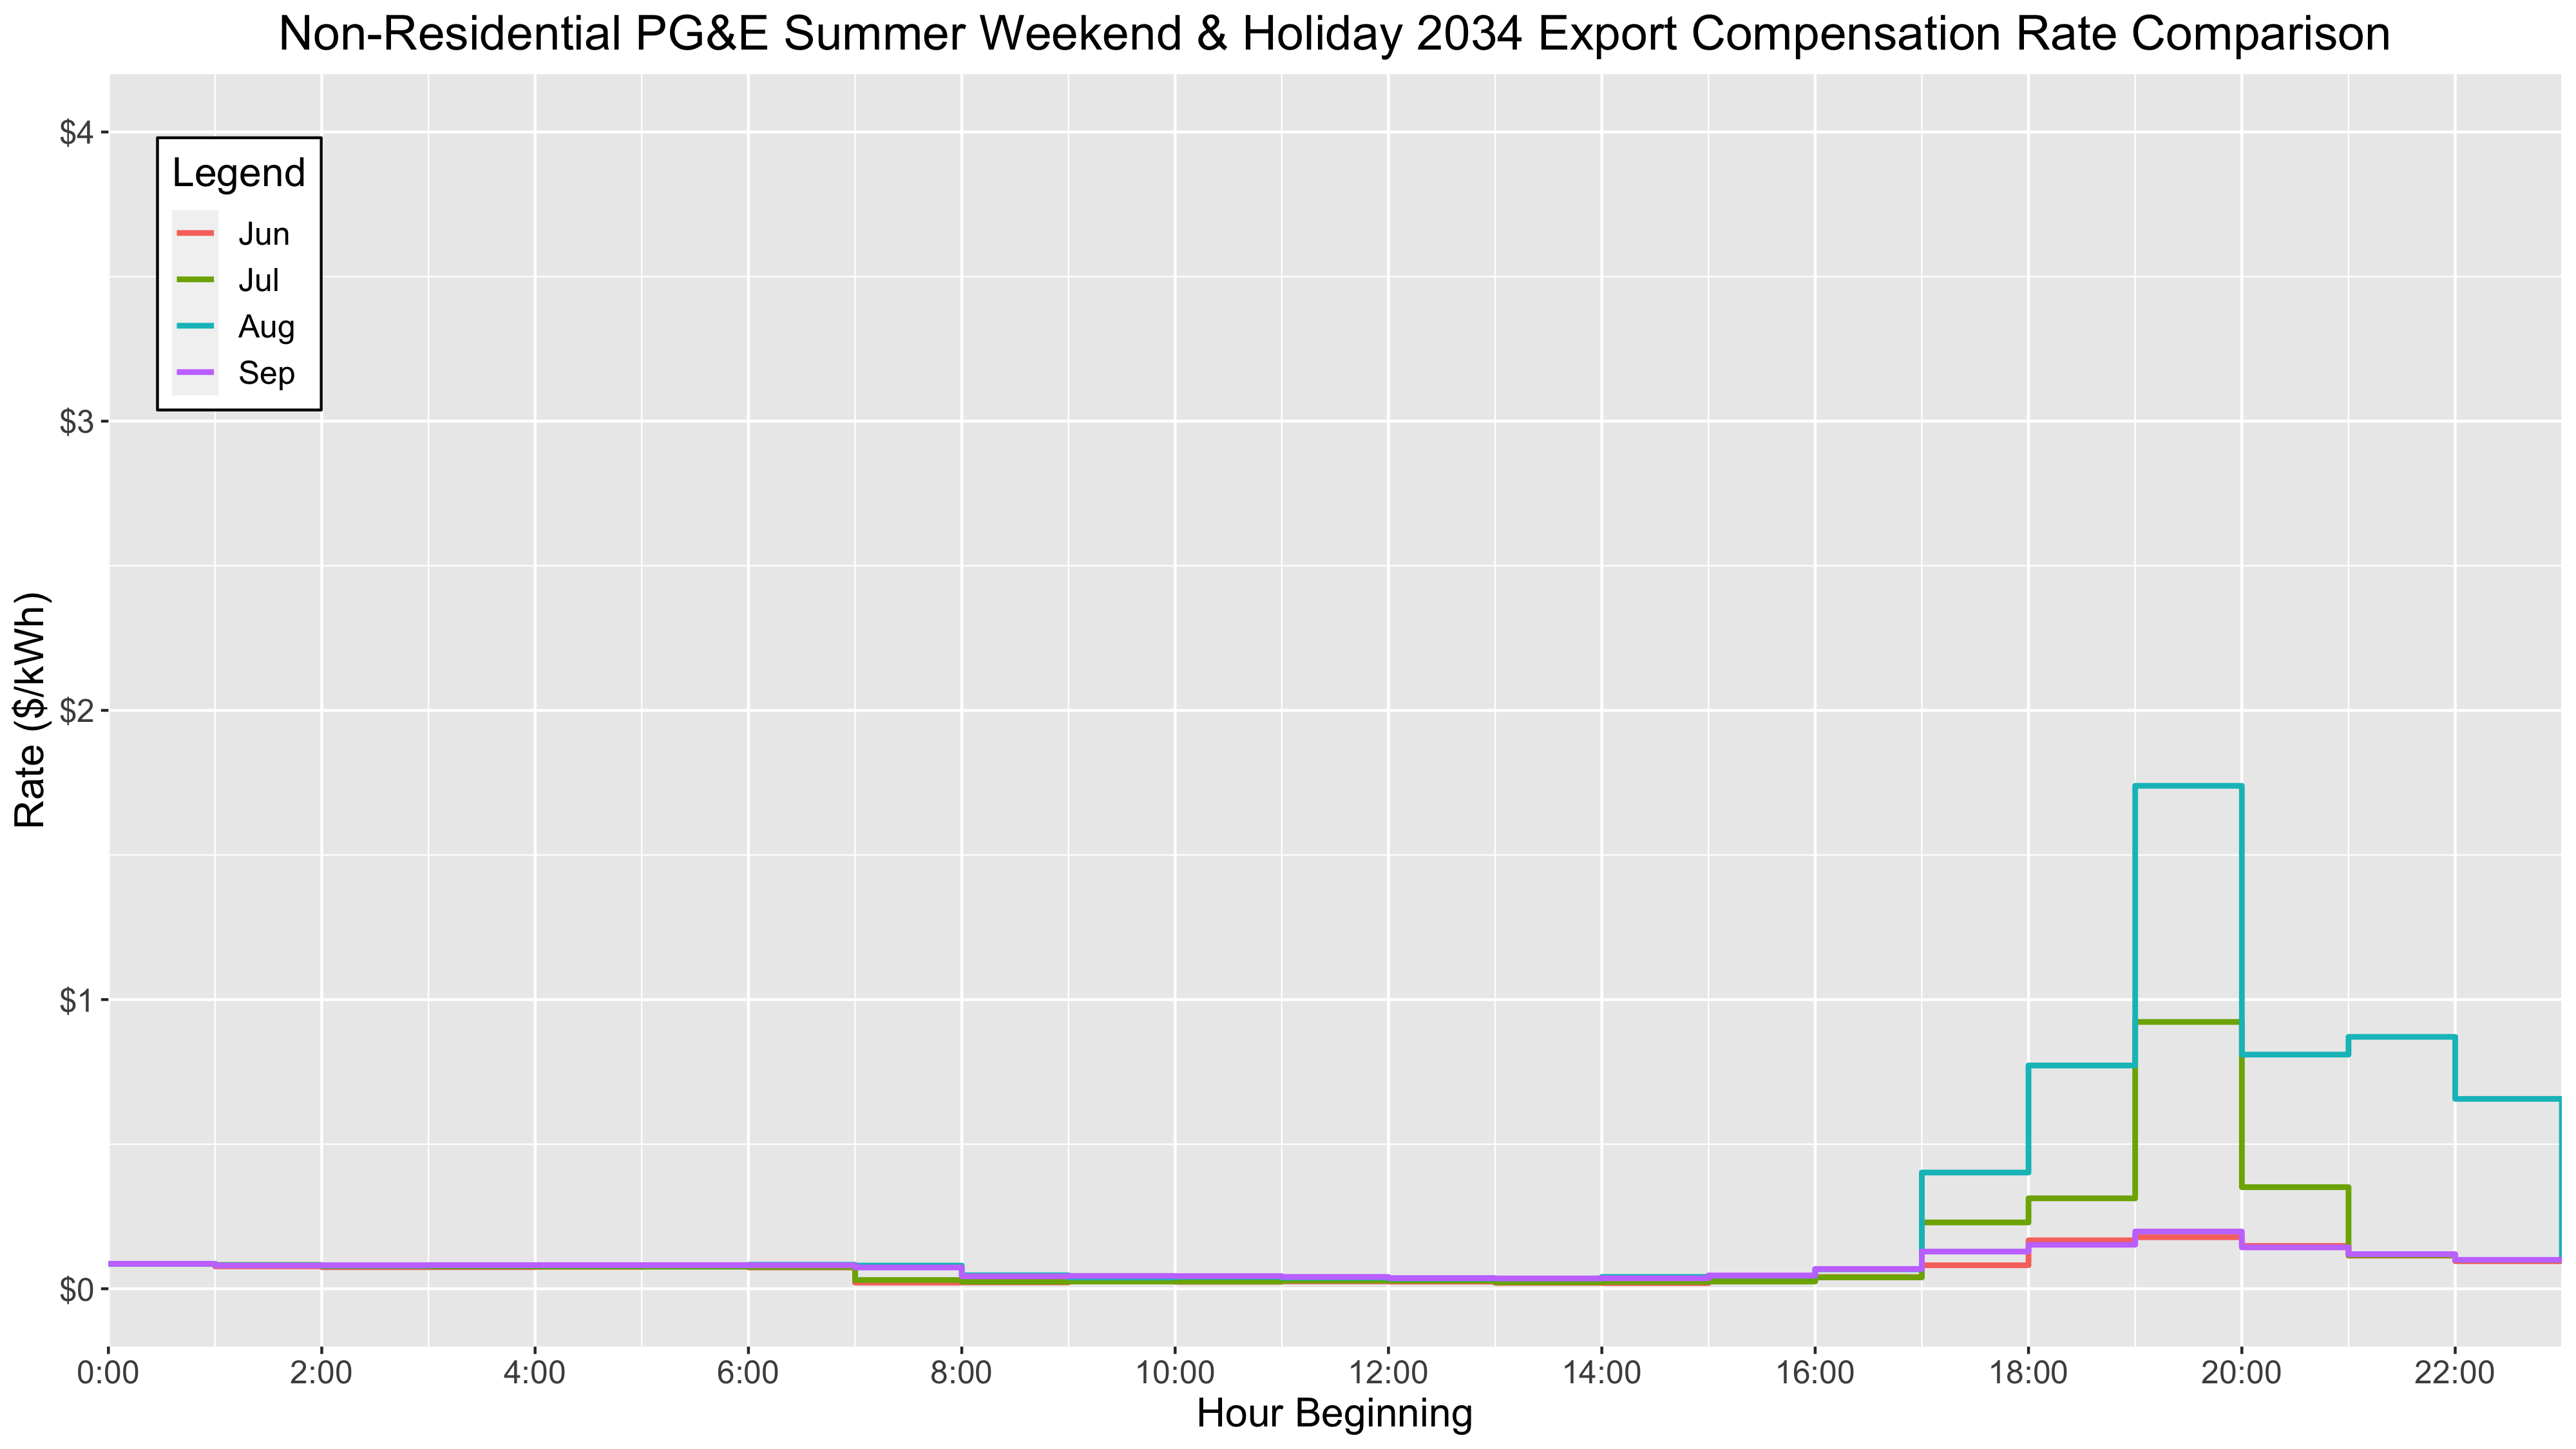 Non-Residential PG&E Summer Weekend & Holiday 2034 Export Compensation Rate Comparison
$4
Legend
Jun
Jul
Aug
Sep
$3
Rate ($/kWh)
$2
$1
$0
0:00 2:00 4:00 6:00 8:00 10:00 12:00 14:00 16:00 18:00 20:00 22:00
Hour Beginning